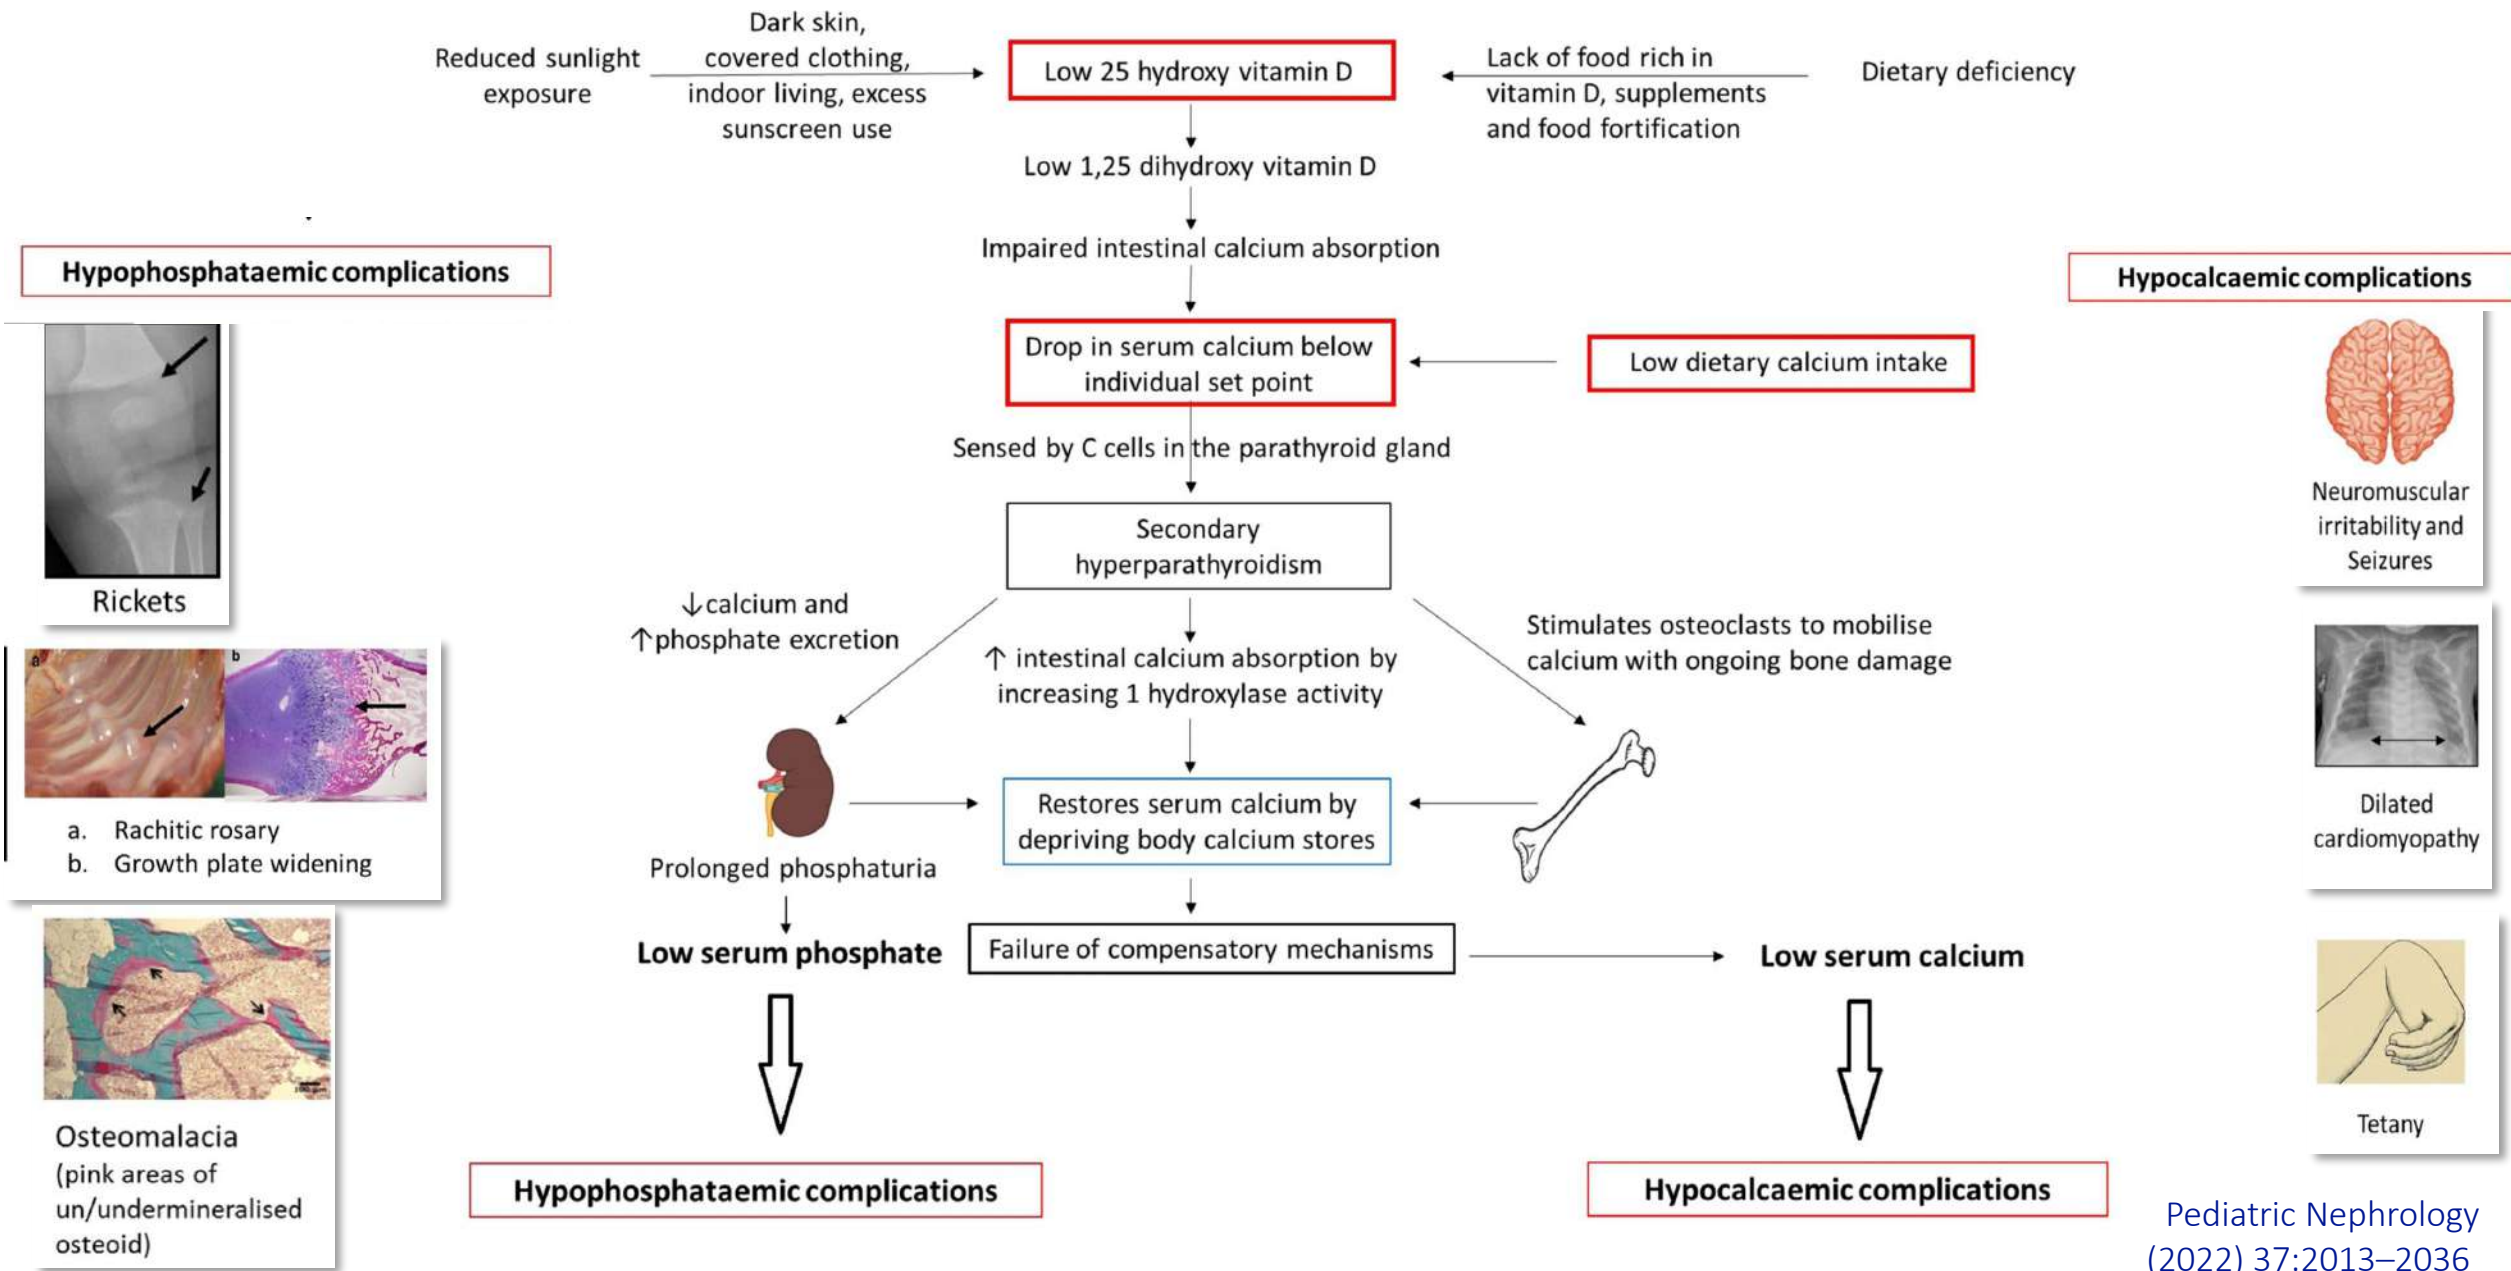 Reduced sunlight
exposure
Dark skin,
covered clothing,
indoor living, excess
sunscreen use
Low 25 hydroxy vitamin D
Lack of food rich in
vitamin D, supplements
and food fortification
Dietary deficiency
Low 1,25 dihydroxy vitamin D
Impaired intestinal calcium absorption
Hypophosphataemic complications
Hypocalcaemic complications
Drop in serum calcium below
individual set point
Low dietary calcium intake
Sensed by C cells in the parathyroid gland
Secondary
hyperparathyroidism
Rickets
Neuromuscular
irritability and
Seizures
↓calcium and
↑phosphate excretion
↑ intestinal calcium absorption by
increasing 1 hydroxylase activity
Stimulates osteoclasts to mobilise
calcium with ongoing bone damage
a
b
a. Rachitic rosary
b. Growth plate widening
Restores serum calcium by
depriving body calcium stores
Dilated
cardiomyopathy
Prolonged phosphaturia
Low serum phosphate
Failure of compensatory mechanisms
Low serum calcium
Osteomalacia
(pink areas of
un/undermineralised
osteoid)
Tetany
Hypophosphataemic complications
Hypocalcaemic complications
Pediatric Nephrology
(2022) 37:2013–2036